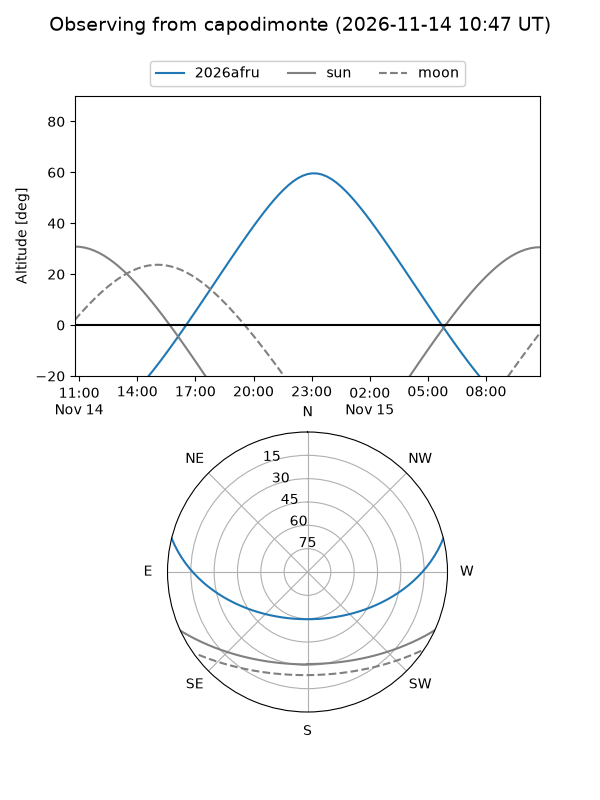 Observing from capodimonte (2026-11-14 10:47 UT)
2026afru sun moon
Altitude [deg]
80
60
40
20
0
−20
11:00 14:00 17:00 20:00 23:00 02:00 05:00 08:00
Nov 14 Nov 15
N
NE NW
15
30
45
60
75
E W
SE SW
S